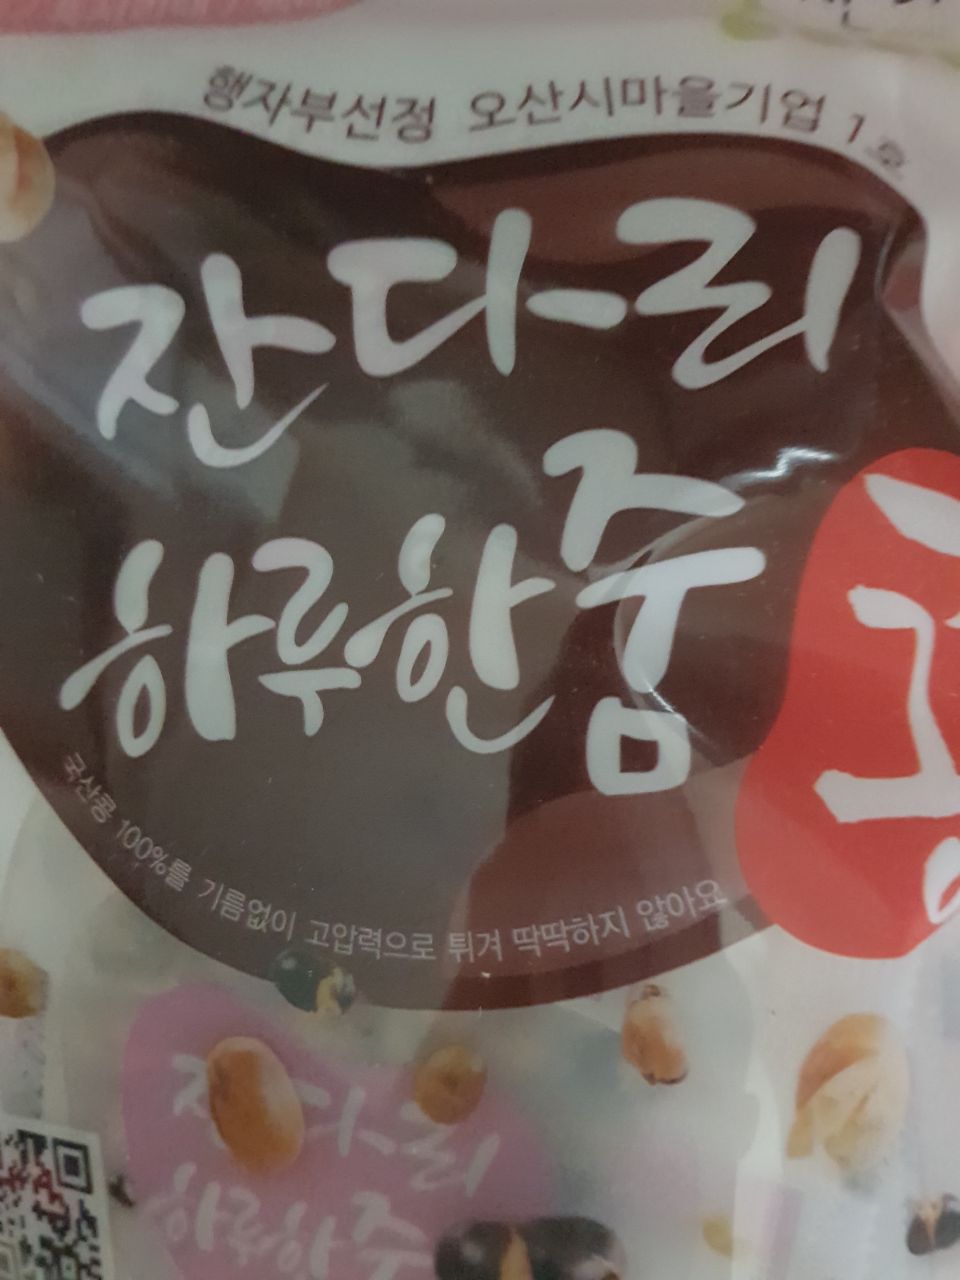 행자부선정 오산시마을기업 1호
잔다리
하루한줌
콩
국산콩 100%를 기름없이 고압력으로 튀겨 딱딱하지 않아요
잔다리
하루한줌